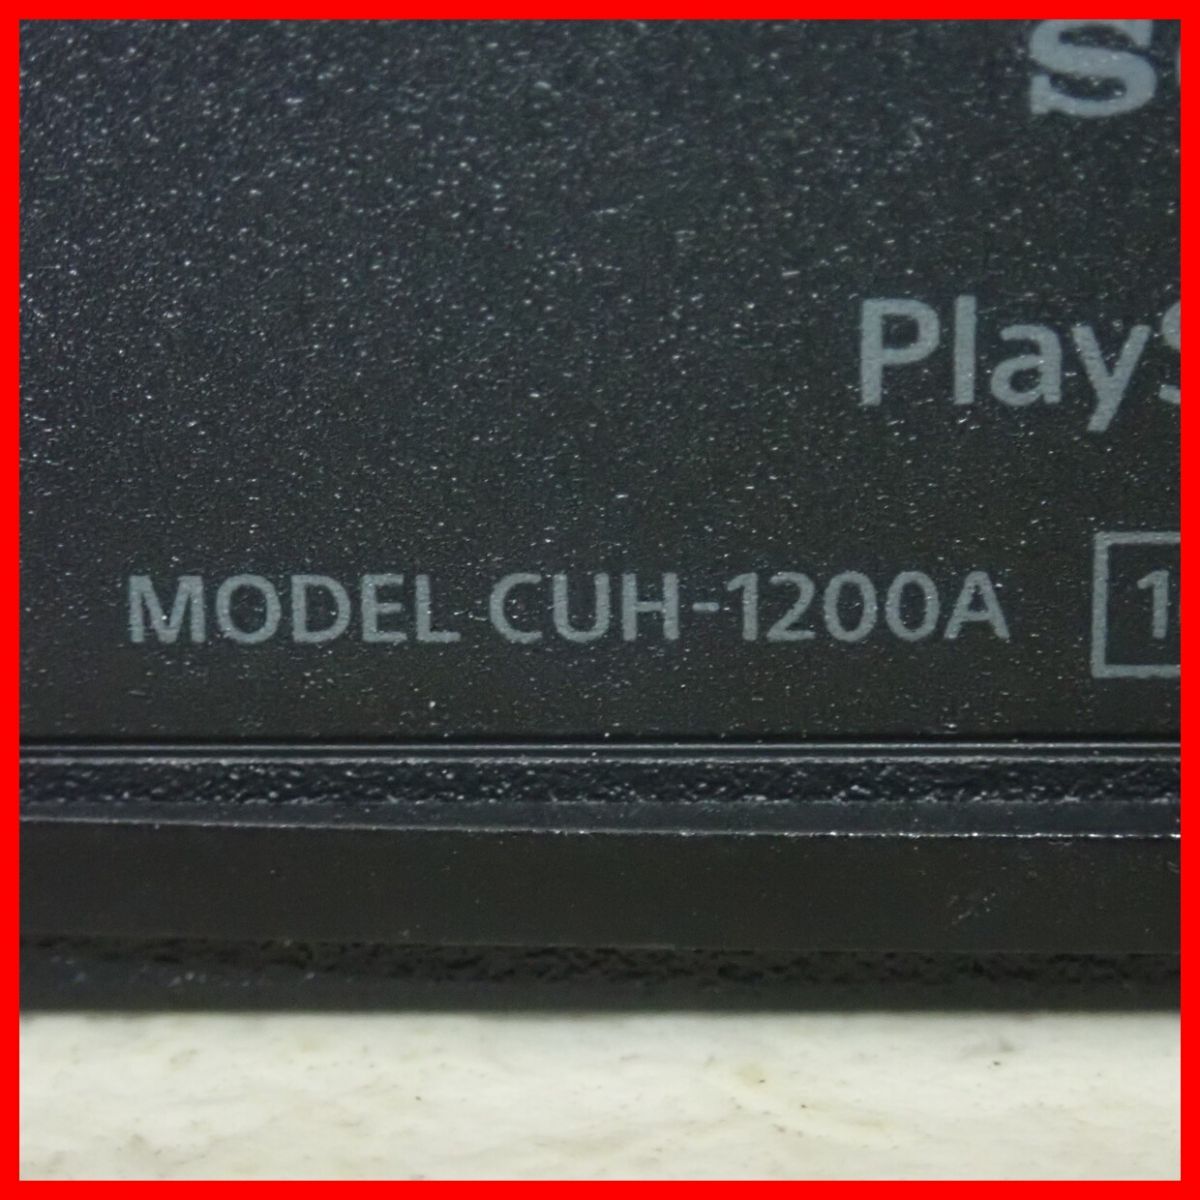 PlayS
MODEL CUH-1200A 1